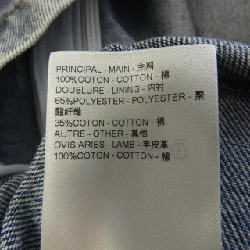 PRINCIPAL - MAIN - 主料
100%COTON - COTTON - 棉
DOUBLURE - LINING - 内衬
65%POLYESTER - POLYESTER - 聚
酯纤维
35%COTON - COTTON - 棉
AUTRE - OTHER - 其他
OVIS ARIES - LAMB - 羊皮革
100%COTON - COTTON - 棉